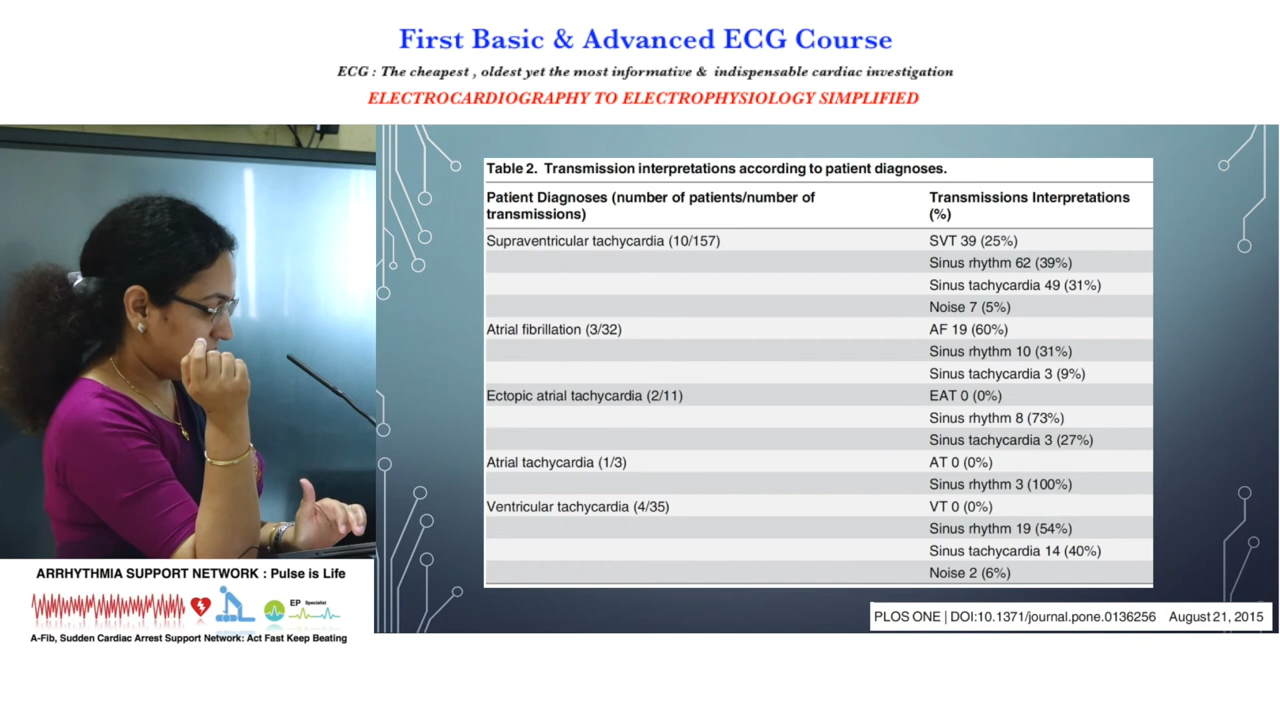 First Basic & Advanced ECG Course
ECG : The cheapest , oldest yet the most informative & indispensable cardiac investigation
ELECTROCARDIOGRAPHY TO ELECTROPHYSIOLOGY SIMPLIFIED
Table 2. Transmission interpretations according to patient diagnoses.
Patient Diagnoses (number of patients/number of
transmissions)
Transmissions Interpretations
(%)
Supraventricular tachycardia (10/157) SVT 39 (25%)
Sinus rhythm 62 (39%)
Sinus tachycardia 49 (31%)
Noise 7 (5%)
Atrial fibrillation (3/32) AF 19 (60%)
Sinus rhythm 10 (31%)
Sinus tachycardia 3 (9%)
Ectopic atrial tachycardia (2/11) EAT 0 (0%)
Sinus rhythm 8 (73%)
Sinus tachycardia 3 (27%)
Atrial tachycardia (1/3) AT 0 (0%)
Sinus rhythm 3 (100%)
Ventricular tachycardia (4/35) VT 0 (0%)
Sinus rhythm 19 (54%)
Sinus tachycardia 14 (40%)
Noise 2 (6%)
PLOS ONE | DOI:10.1371/journal.pone.0136256 August 21, 2015
ARRHYTHMIA SUPPORT NETWORK : Pulse is Life
EP Specialist
A-Fib, Sudden Cardiac Arrest Support Network: Act Fast Keep Beating